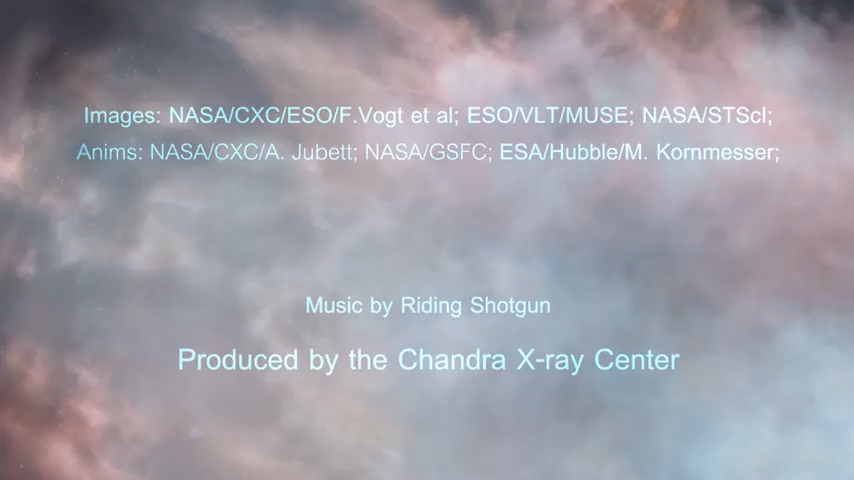 Images: NASA/CXC/ESO/F.Vogt et al; ESO/VLT/MUSE; NASA/STScI;
Anims: NASA/CXC/A. Jubett; NASA/GSFC; ESA/Hubble/M. Kornmesser;
Music by Riding Shotgun
Produced by the Chandra X-ray Center